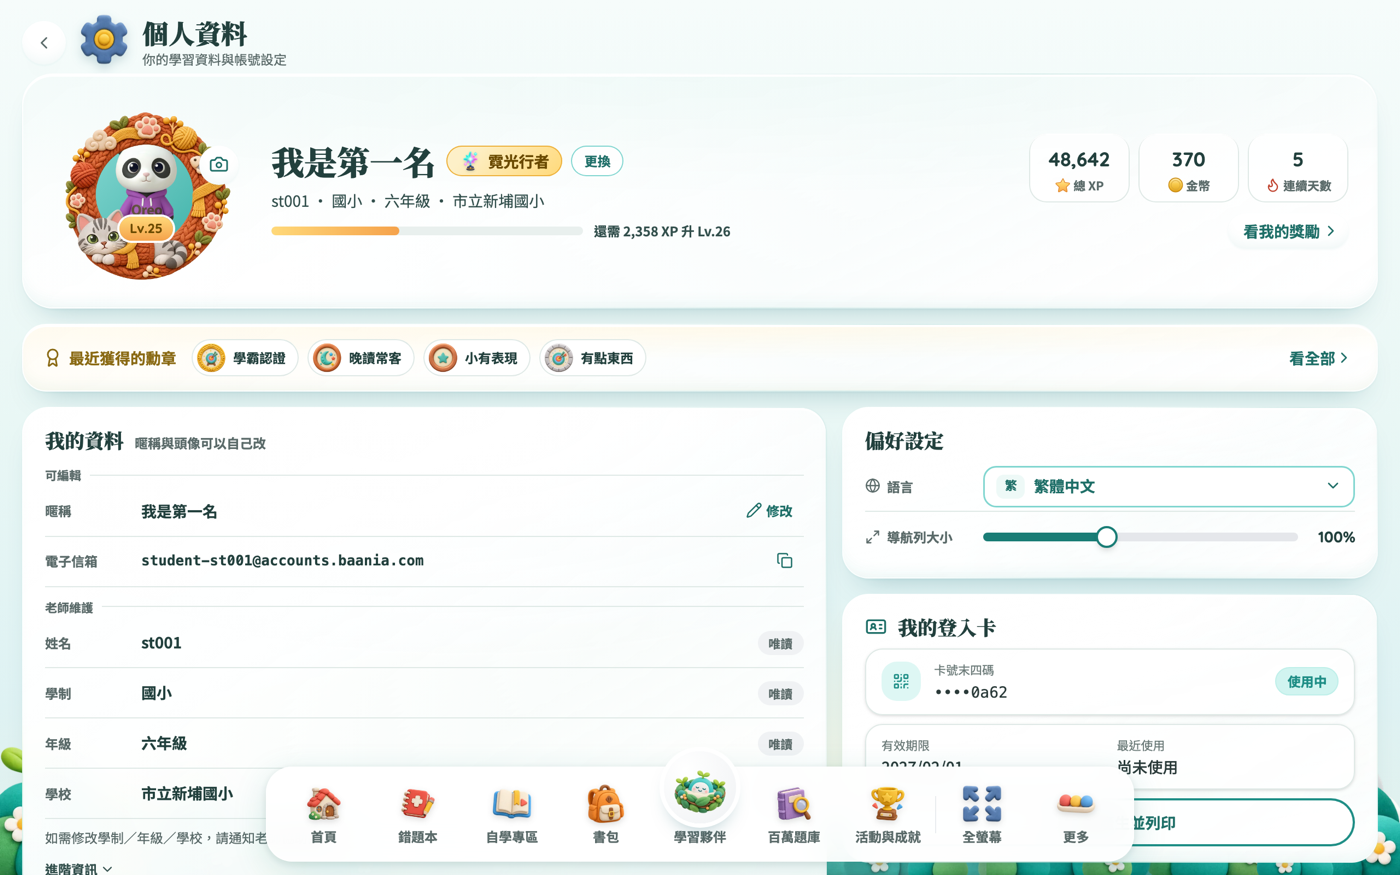 個人資料
你的學習資料與帳號設定
Oreo
Lv.25
我是第一名
霓光行者
更換
st001 · 國小 · 六年級 · 市立新埔國小
還需 2,358 XP 升 Lv.26
48,642
總 XP
370
金幣
5
連續天數
看我的獎勵
最近獲得的勳章
學霸認證
晚讀常客
小有表現
有點東西
看全部
我的資料 暱稱與頭像可以自己改
可編輯
暱稱 我是第一名 修改
電子信箱 student-st001@accounts.baania.com
老師維護
姓名 st001 唯讀
學制 國小 唯讀
年級 六年級 唯讀
學校 市立新埔國小
如需修改學制／年級／學校，請通知老
進階資訊
偏好設定
語言 繁 繁體中文
導航列大小 100%
我的登入卡
卡號末四碼
••••0a62
使用中
有效期限
2027/02/01
最近使用
尚未使用
並列印
首頁
錯題本
自學專區
書包
學習夥伴
百萬題庫
活動與成就
全螢幕
更多